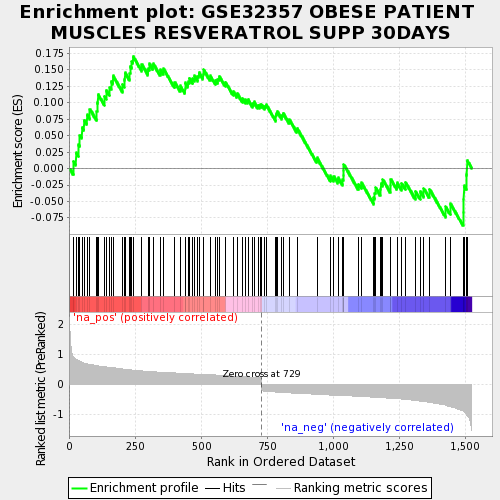 Enrichment plot: GSE32357 OBESE PATIENT
MUSCLES RESVERATROL SUPP 30DAYS
Enrichment score (ES)
0.175
0.150
0.125
0.100
0.075
0.050
0.025
0.000
-0.025
-0.050
-0.075
'na_pos' (positively correlated)
Ranked list metric (PreRanked)
2
1
0
-1
Zero cross at 729
'na_neg' (negatively correlated)
0
250
500
750
1,000
1,250
1,500
Rank in Ordered Dataset
Enrichment profile
Hits
Ranking metric scores